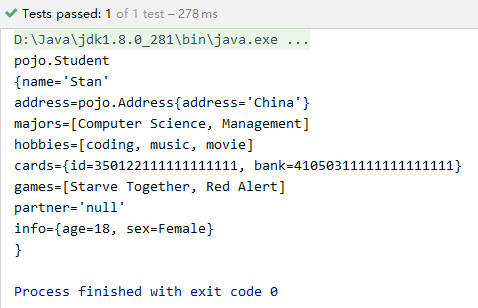 Tests passed: 1 of 1 test – 278 ms
D:\Java\jdk1.8.0_281\bin\java.exe ...
pojo.Student
{name='Stan'
address=pojo.Address{address='China'}
majors=[Computer Science, Management]
hobbies=[coding, music, movie]
cards={id=350122111111111111, bank=41050311111111111111}
games=[Starve Together, Red Alert]
partner='null'
info={age=18, sex=Female}
}
Process finished with exit code 0